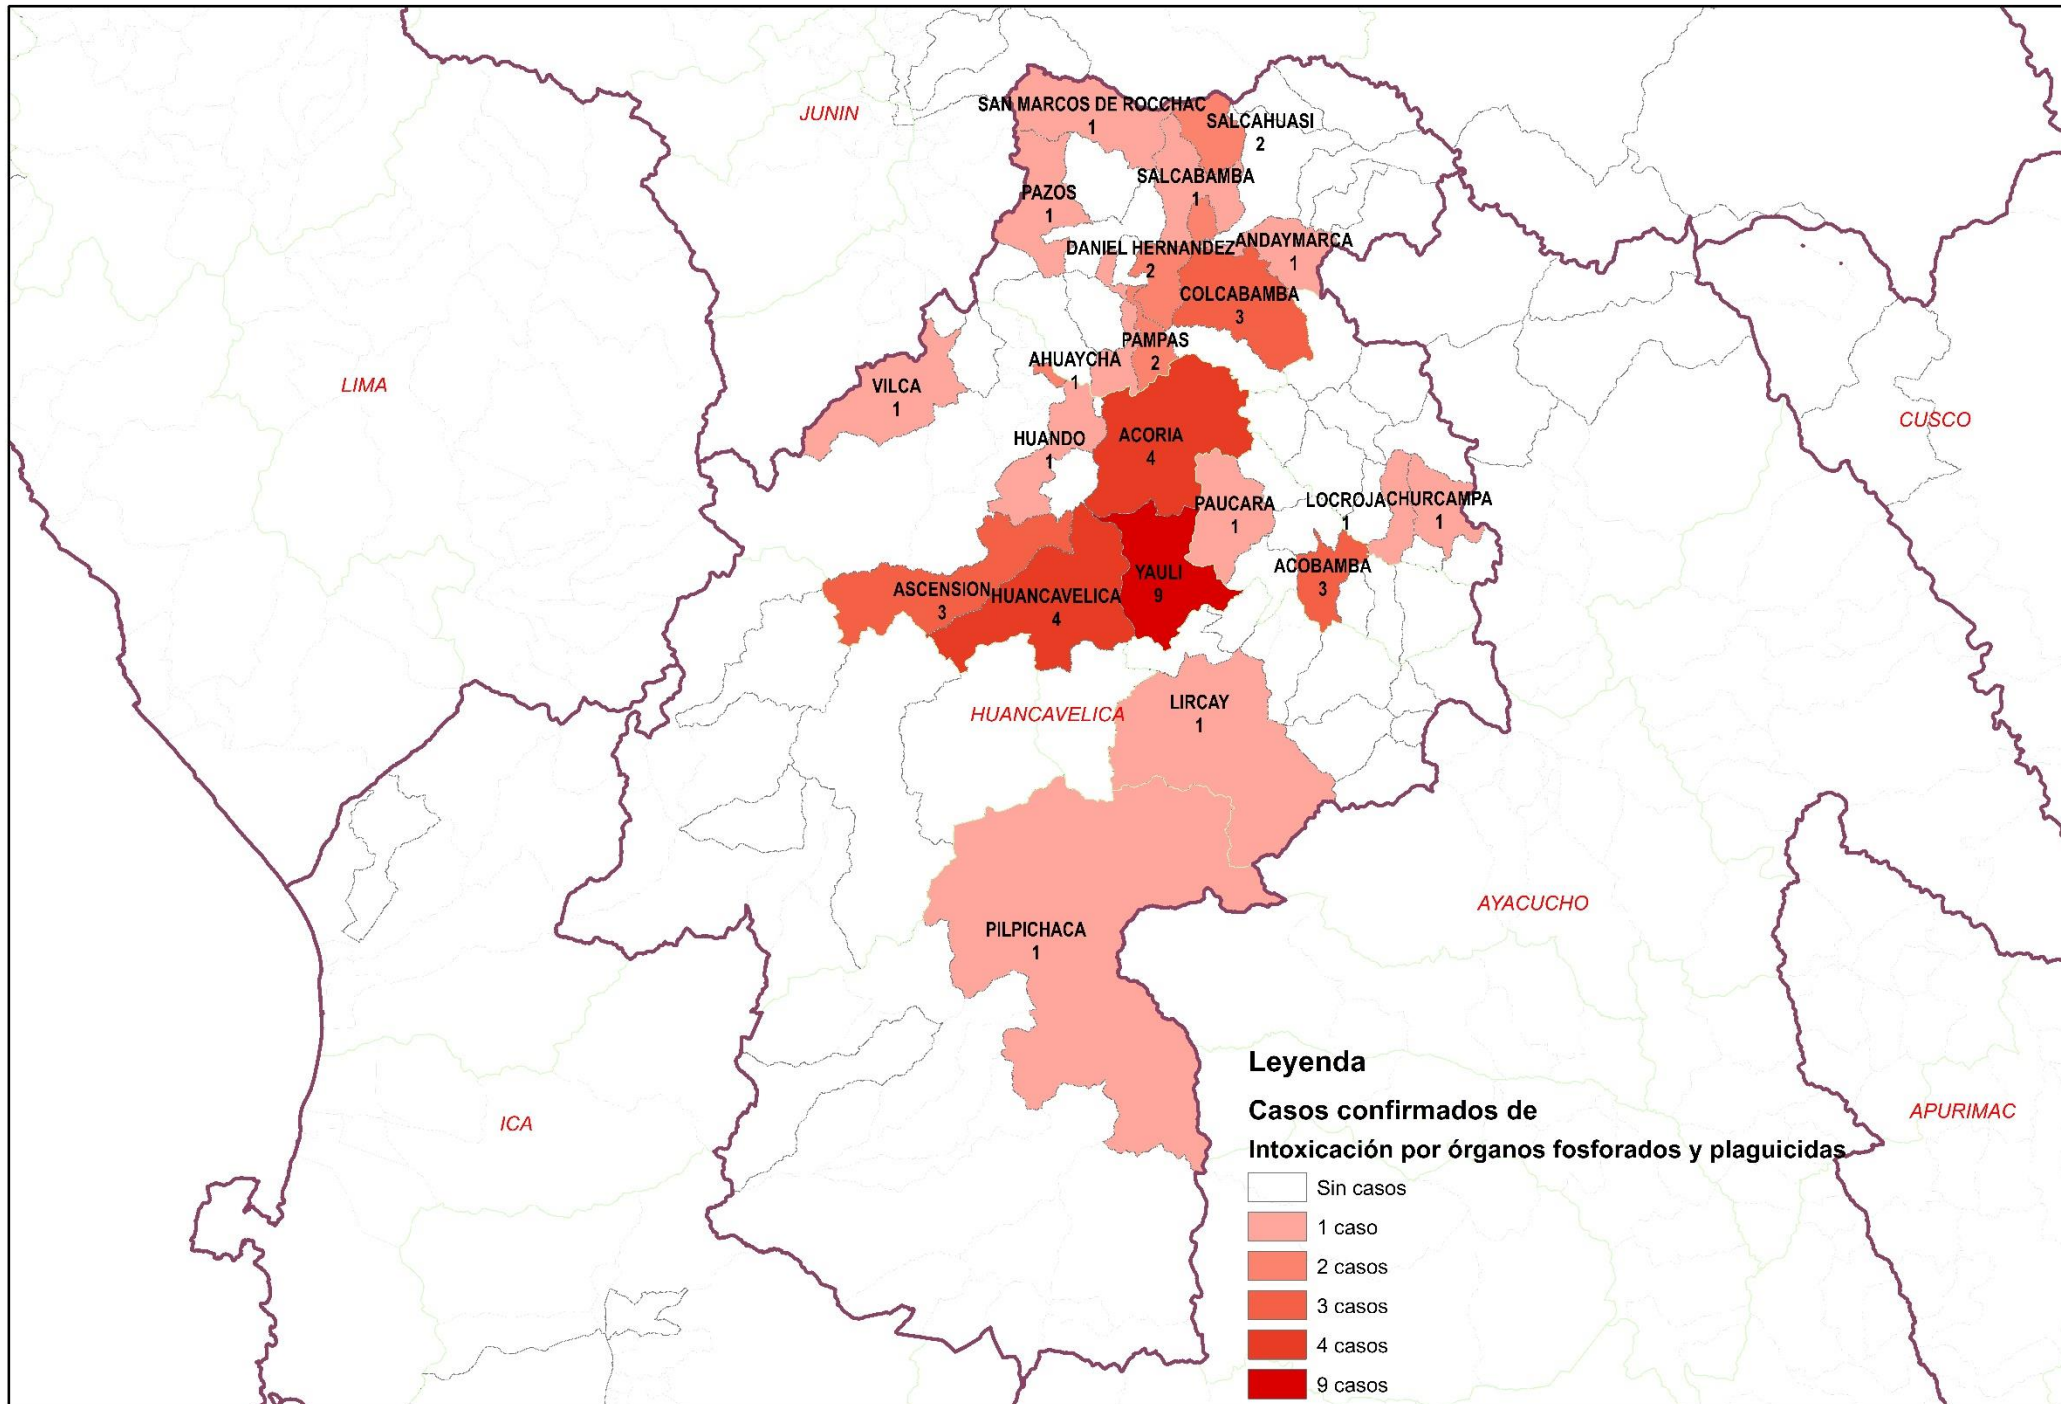 JUNIN
SAN MARCOS DE ROCCHAC
1
SALCAHUASI
2
SALCABAMBA
1
PAZOS
1
DANIEL HERNANDEZ
2
ANDAYMARCA
1
COLCABAMBA
3
PAMPAS
2
AHUAYCHA
1
LIMA
VILCA
1
CUSCO
HUANDO
1
ACORIA
4
PAUCARA
1
LOCROJA
1
CHURCAMPA
1
ACOBAMBA
3
YAULI
9
ASCENSION
3
HUANCAVELICA
4
LIRCAY
1
HUANCAVELICA
AYACUCHO
PILPICHACA
1
ICA
APURIMAC
Leyenda
Casos confirmados de
Intoxicación por órganos fosforados y plaguicidas
Sin casos
1 caso
2 casos
3 casos
4 casos
9 casos